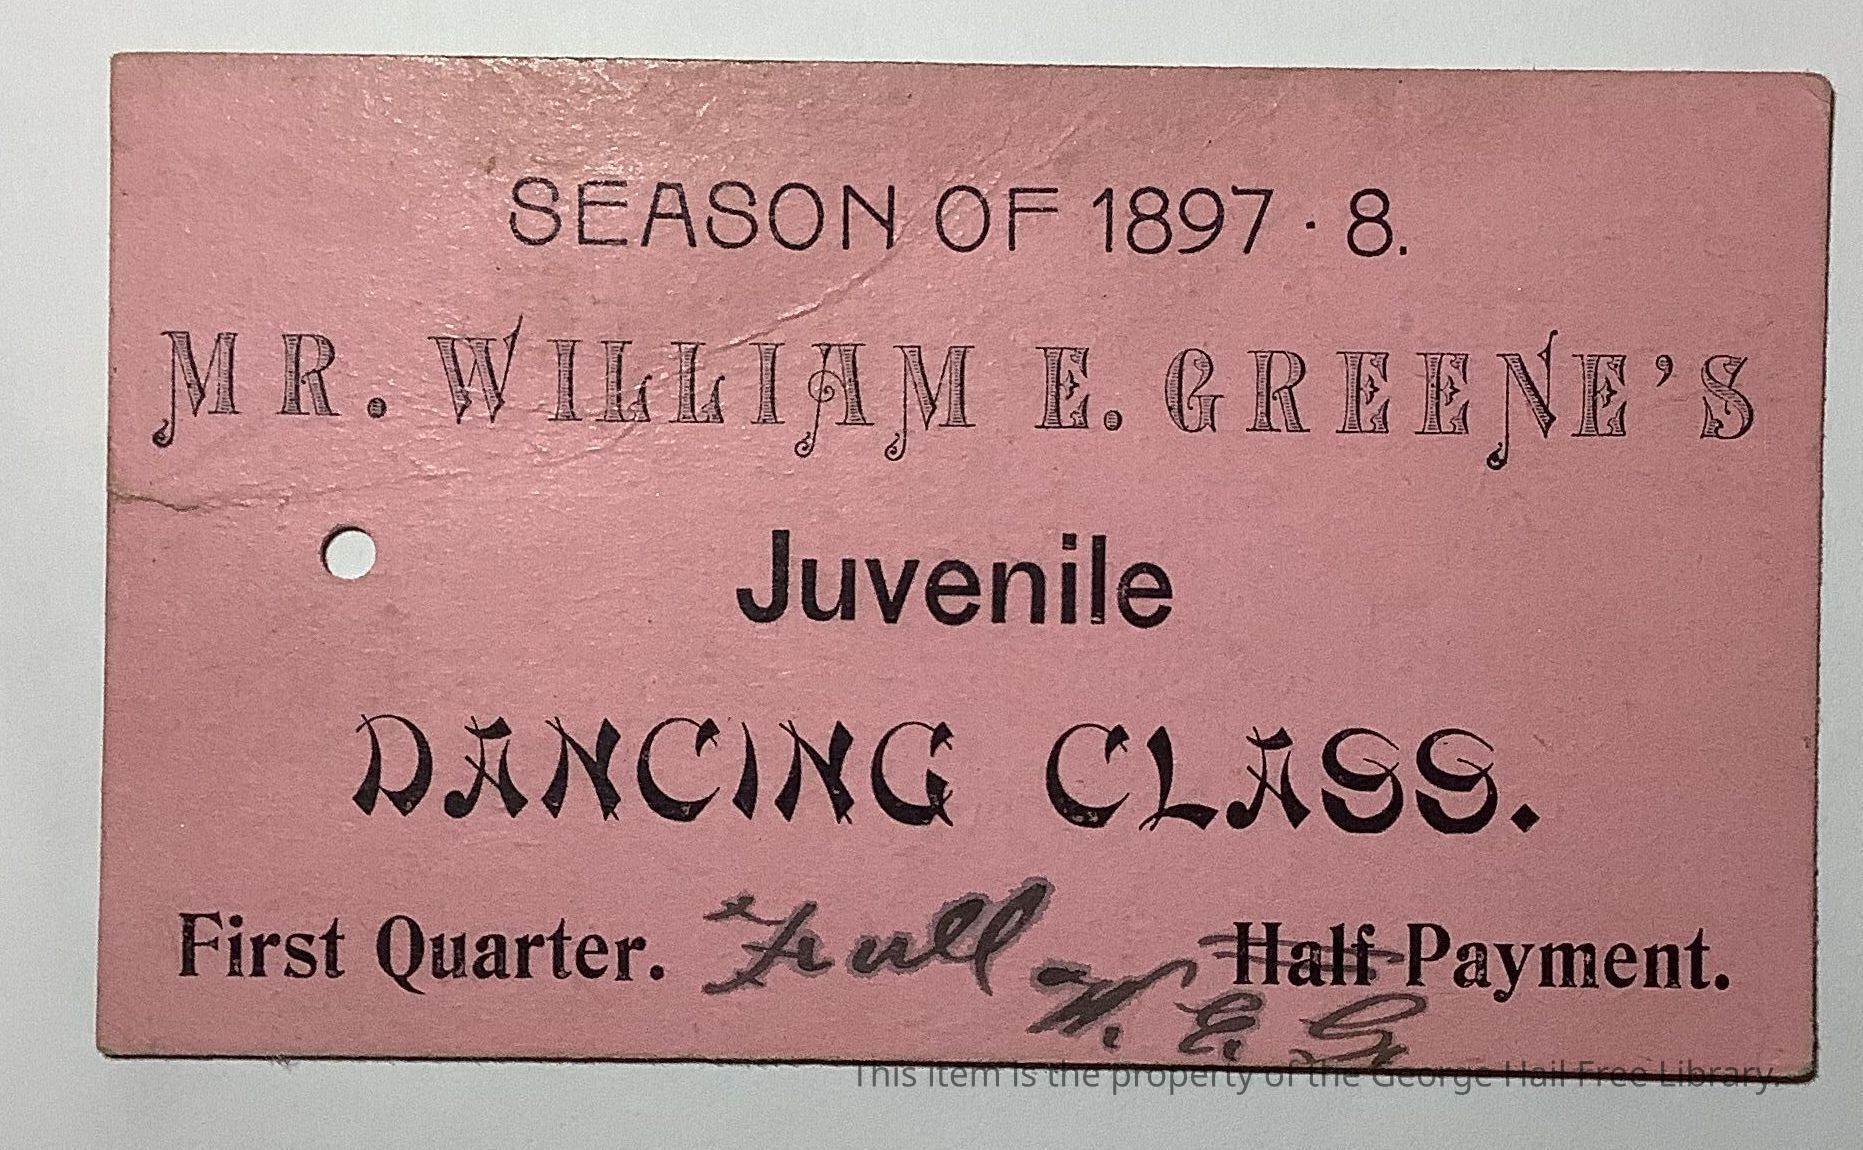 SEASON OF 1897 · 8.
MR. WILLIAM E. GREENE'S
Juvenile
DANCING CLASS.
First Quarter. Full Half Payment.
W. E. G.
This item is the property of the George Hail Free Library.